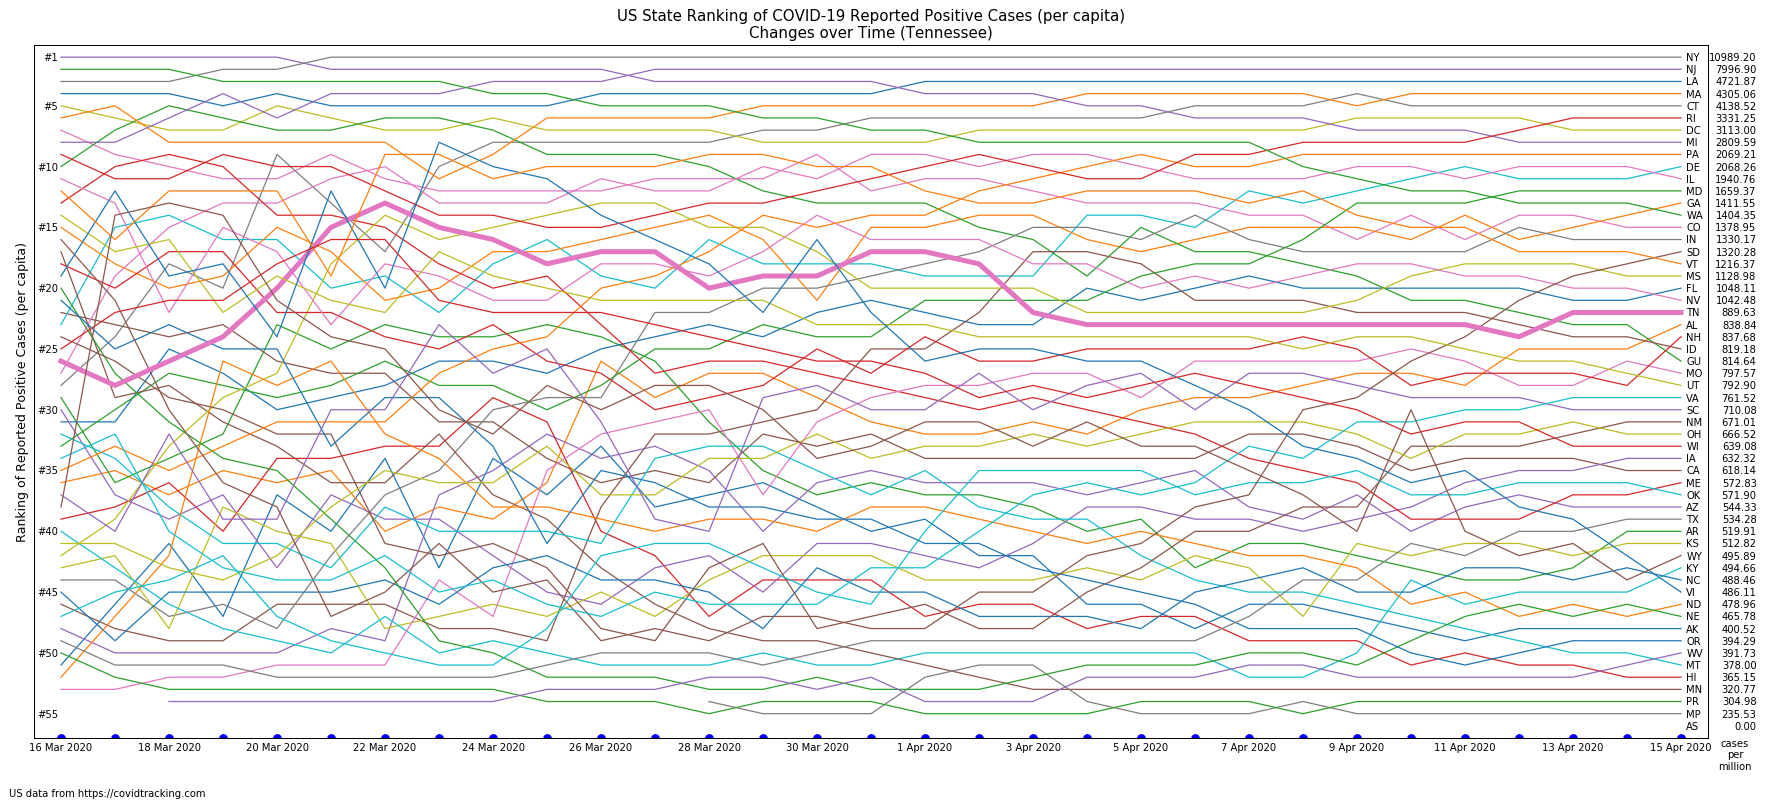 US State Ranking of COVID-19 Reported Positive Cases (per capita)
Changes over Time (Tennessee)
Ranking of Reported Positive Cases (per capita)
#1
#5
#10
#15
#20
#25
#30
#35
#40
#45
#50
#55
NY 10989.20
NJ 7996.90
LA 4721.87
MA 4305.06
CT 4138.52
RI 3331.25
DC 3113.00
MI 2809.59
PA 2069.21
DE 2068.26
IL 1940.76
MD 1659.37
GA 1411.55
WA 1404.35
CO 1378.95
IN 1330.17
SD 1320.28
VT 1216.37
MS 1128.98
FL 1048.11
NV 1042.48
TN 889.63
AL 838.84
NH 837.68
ID 819.18
GU 814.64
MO 797.57
UT 792.90
VA 761.52
SC 710.08
NM 671.01
OH 666.52
WI 639.08
IA 632.32
CA 618.14
ME 572.83
OK 571.90
AZ 544.33
TX 534.28
AR 519.91
KS 512.82
WY 495.89
KY 494.66
NC 488.46
VI 486.11
ND 478.96
NE 465.78
AK 400.52
OR 394.29
WV 391.73
MT 378.00
HI 365.15
MN 320.77
PR 304.98
MP 235.53
AS 0.00
16 Mar 2020 18 Mar 2020 20 Mar 2020 22 Mar 2020 24 Mar 2020 26 Mar 2020 28 Mar 2020 30 Mar 2020 1 Apr 2020 3 Apr 2020 5 Apr 2020 7 Apr 2020 9 Apr 2020 11 Apr 2020 13 Apr 2020 15 Apr 2020
cases
per
million
US data from https://covidtracking.com